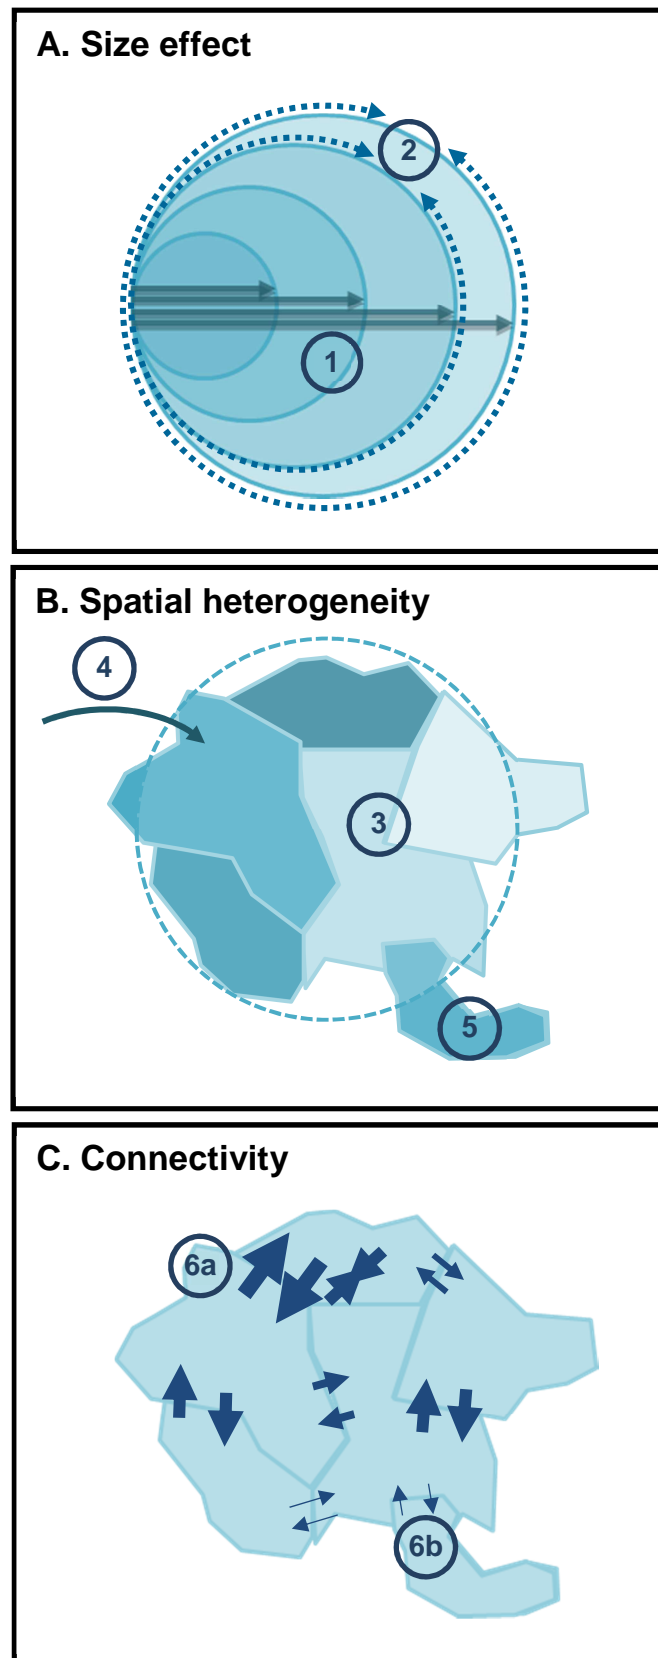 A. Size effect
2
1
B. Spatial heterogeneity
4
3
5
C. Connectivity
6a
6b